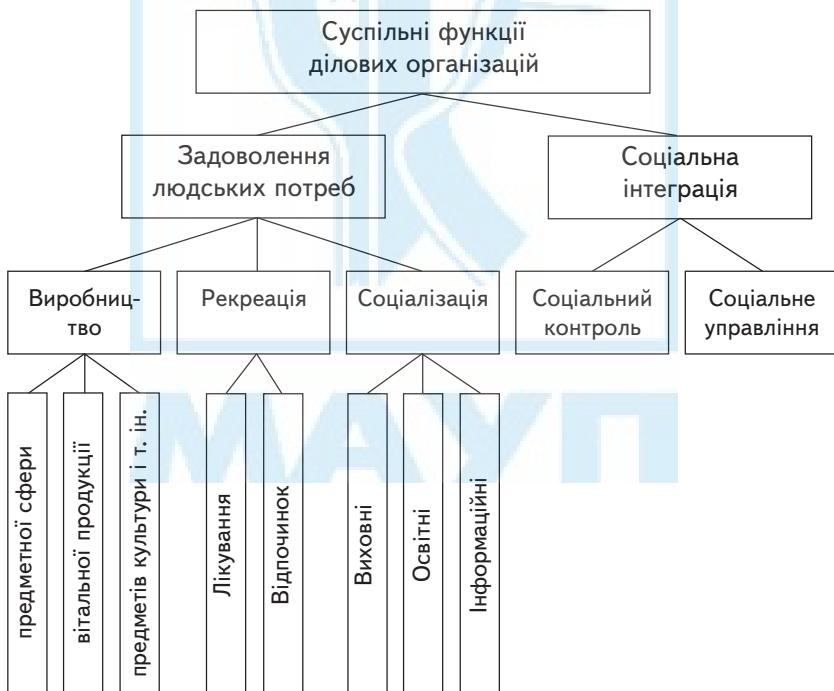 Суспільні функції
ділових організацій
Задоволення
людських потреб
Соціальна
інтеграція
Виробниц-
тво
Рекреація
Соціалізація
Соціальний
контроль
Соціальне
управління
предметної сфери
вітальної продукції
предметів культури і т. ін.
Лікування
Відпочинок
Виховні
Освітні
Інформаційні
МАУП